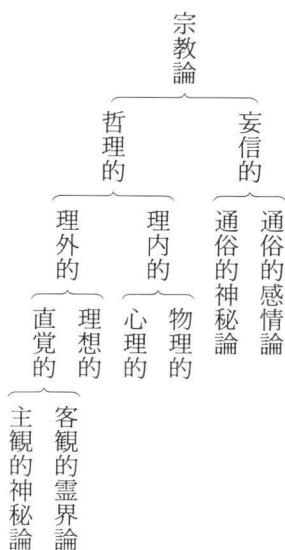 宗教論
妄信的
通俗的感情論
通俗的神秘論
哲理的
理内的
物理的
心理的
理外的
理想的
直覚的
客観的霊界論
主観的神秘論